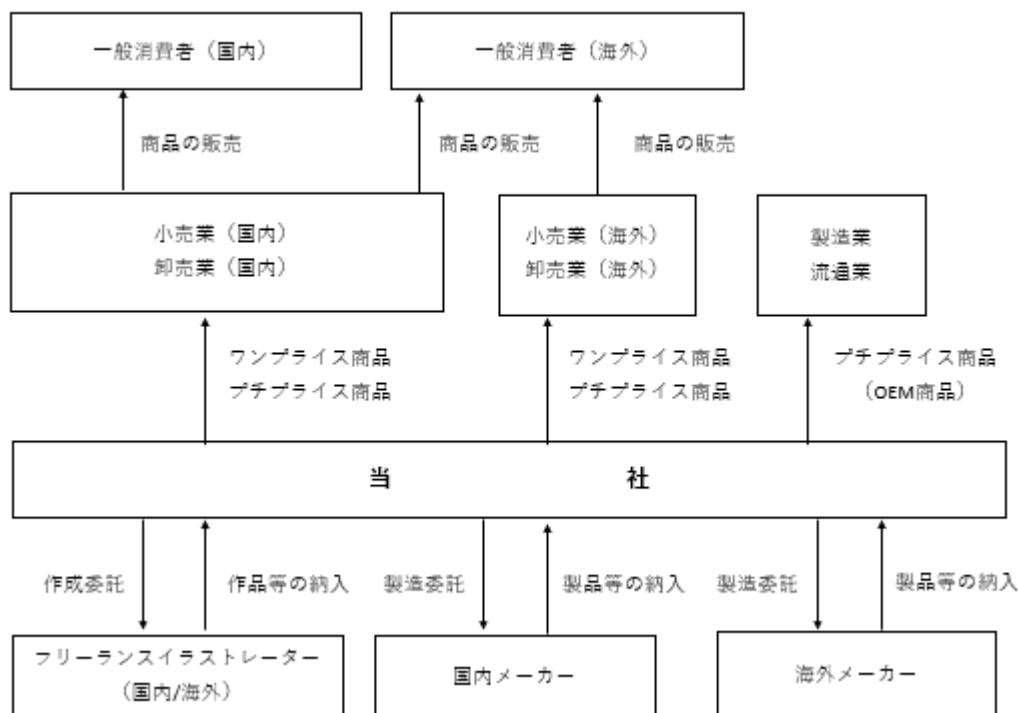 一般消費者（国内）
一般消費者（海外）
商品の販売
商品の販売
商品の販売
小売業（国内）
卸売業（国内）
小売業（海外）
卸売業（海外）
製造業
流通業
ワンプライス商品
プチプライス商品
ワンプライス商品
プチプライス商品
プチプライス商品
（OEM商品）
当社
作成委託
作品等の納入
製造委託
製品等の納入
製造委託
製品等の納入
フリーランスイラストレーター
（国内/海外）
国内メーカー
海外メーカー